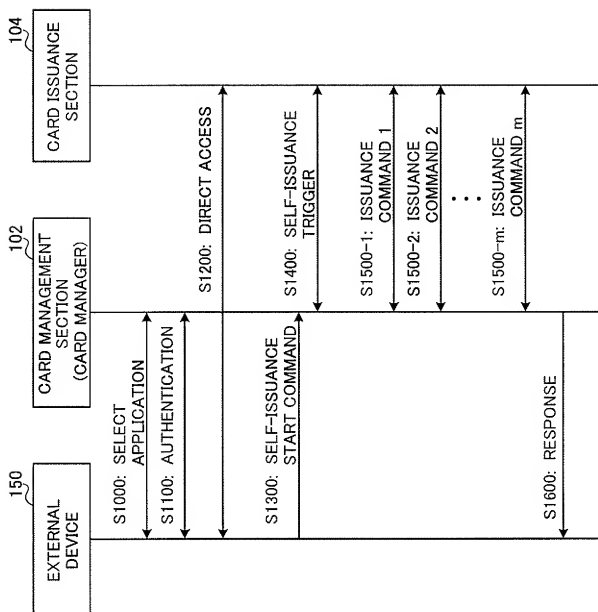 150
EXTERNAL
DEVICE
102
CARD MANAGEMENT
SECTION
(CARD MANAGER)
104
CARD ISSUANCE
SECTION
S1000: SELECT
APPLICATION
S1100: AUTHENTICATION
S1200: DIRECT ACCESS
S1300: SELF-ISSUANCE
START COMMAND
S1400: SELF-ISSUANCE
TRIGGER
S1500-1: ISSUANCE
COMMAND 1
S1500-2: ISSUANCE
COMMAND 2
S1500-m: ISSUANCE
COMMAND m
S1600: RESPONSE